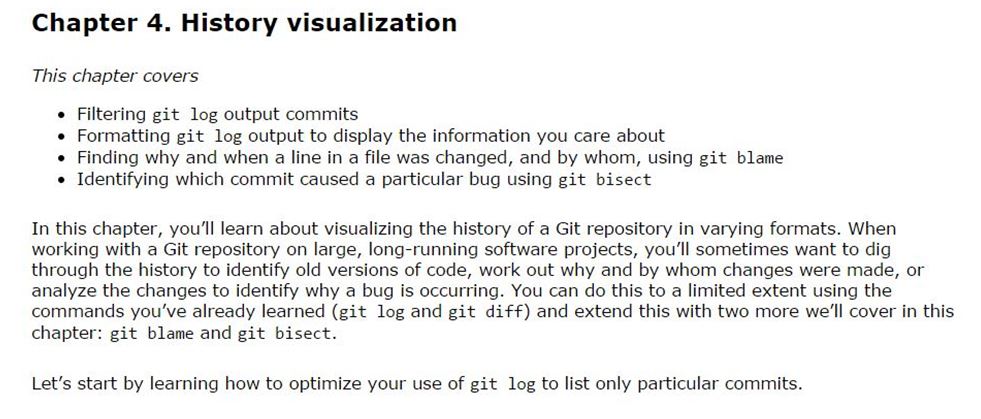 Chapter 4. History visualization
This chapter covers
• Filtering git log output commits
• Formatting git log output to display the information you care about
• Finding why and when a line in a file was changed, and by whom, using git blame
• Identifying which commit caused a particular bug using git bisect
In this chapter, you’ll learn about visualizing the history of a Git repository in varying formats. When
working with a Git repository on large, long-running software projects, you’ll sometimes want to dig
through the history to identify old versions of code, work out why and by whom changes were made, or
analyze the changes to identify why a bug is occurring. You can do this to a limited extent using the
commands you’ve already learned (git log and git diff) and extend this with two more we’ll cover in this
chapter: git blame and git bisect.
Let’s start by learning how to optimize your use of git log to list only particular commits.